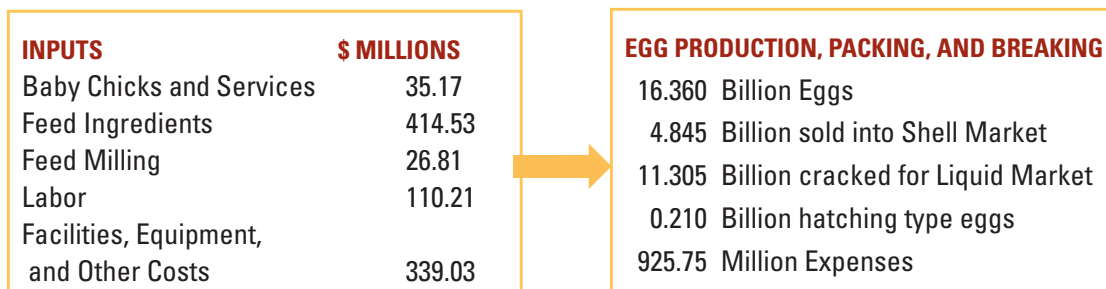 INPUTS $ MILLIONS
Baby Chicks and Services 35.17
Feed Ingredients 414.53
Feed Milling 26.81
Labor 110.21
Facilities, Equipment,
and Other Costs 339.03
EGG PRODUCTION, PACKING, AND BREAKING
16.360 Billion Eggs
4.845 Billion sold into Shell Market
11.305 Billion cracked for Liquid Market
0.210 Billion hatching type eggs
925.75 Million Expenses